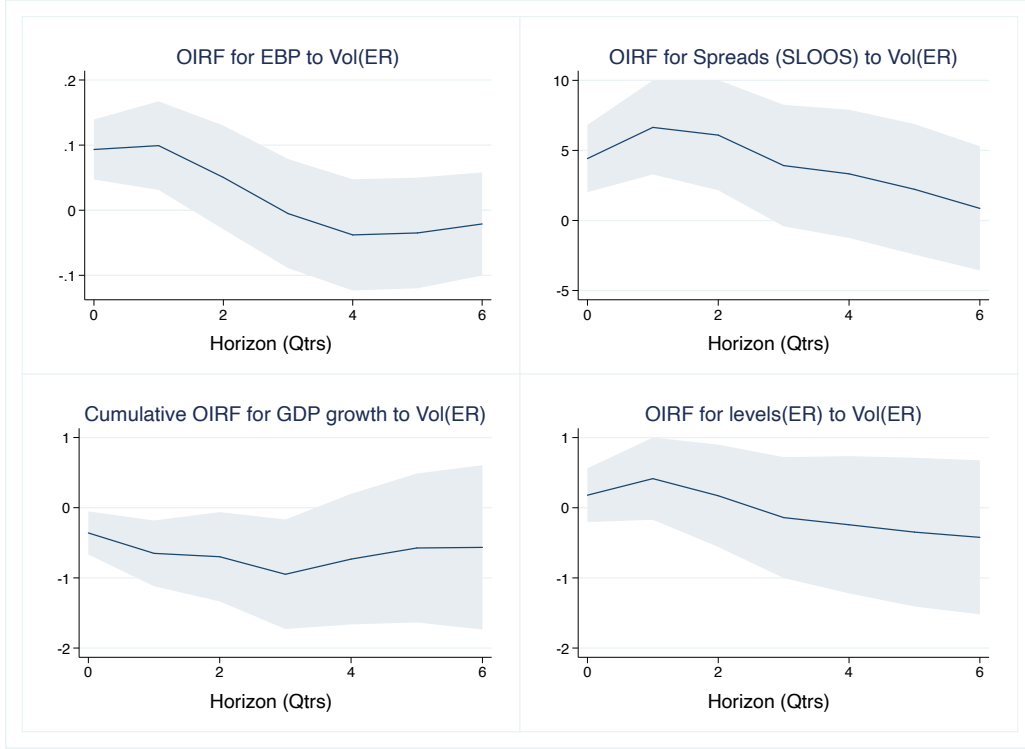 OIRF for EBP to Vol(ER)
.2
.1
0
-.1
0 2 4 6
Horizon (Qtrs)
OIRF for Spreads (SLOOS) to Vol(ER)
10
5
0
-5
0 2 4 6
Horizon (Qtrs)
Cumulative OIRF for GDP growth to Vol(ER)
1
0
-1
-2
0 2 4 6
Horizon (Qtrs)
OIRF for levels(ER) to Vol(ER)
1
0
-1
-2
0 2 4 6
Horizon (Qtrs)